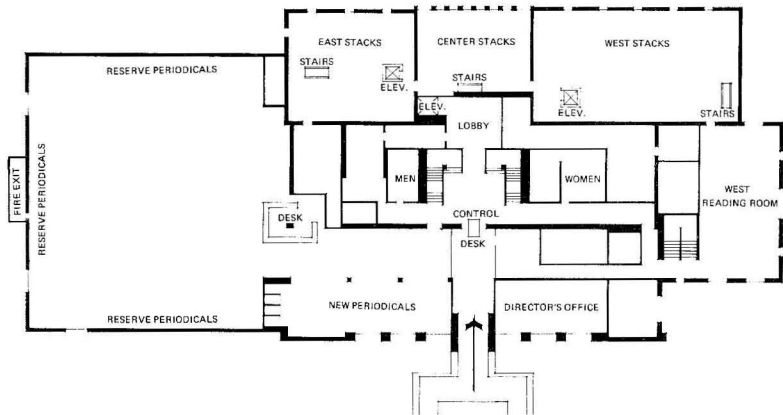 EAST STACKS
CENTER STACKS
WEST STACKS
RESERVE PERIODICALS
STAIRS
ELEV.
STAIRS
ELEV.
ELEV.
STAIRS
LOBBY
FIRE EXIT
RESERVE PERIODICALS
MEN
WOMEN
WEST
READING ROOM
DESK
CONTROL
DESK
RESERVE PERIODICALS
NEW PERIODICALS
DIRECTOR'S OFFICE